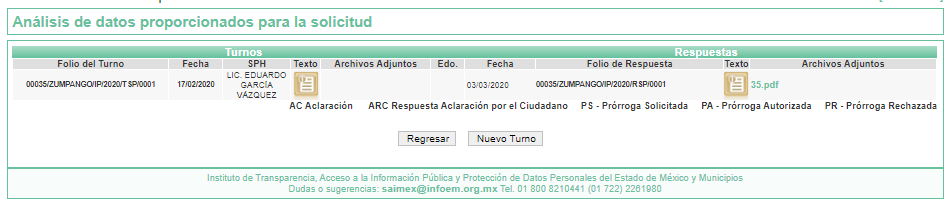 Análisis de datos proporcionados para la solicitud
Turnos Respuestas
Folio del Turno Fecha SPH Texto Archivos Adjuntos Edo. Fecha Folio de Respuesta Texto Archivos Adjuntos
00035/ZUMPANGO/IP/2020/TSP/0001 17/02/2020 LIC. EDUARDO GARCÍA VÁZQUEZ 03/03/2020 00035/ZUMPANGO/IP/2020/RSP/0001 35.pdf
AC Aclaración ARC Respuesta Aclaración por el Ciudadano PS - Prórroga Solicitada PA - Prórroga Autorizada PR - Prórroga Rechazada
Regresar Nuevo Turno
Instituto de Transparencia, Acceso a la Información Pública y Protección de Datos Personales del Estado de México y Municipios
Dudas o sugerencias: saimex@infoem.org.mx Tel. 01 800 8210441 (01 722) 2261980